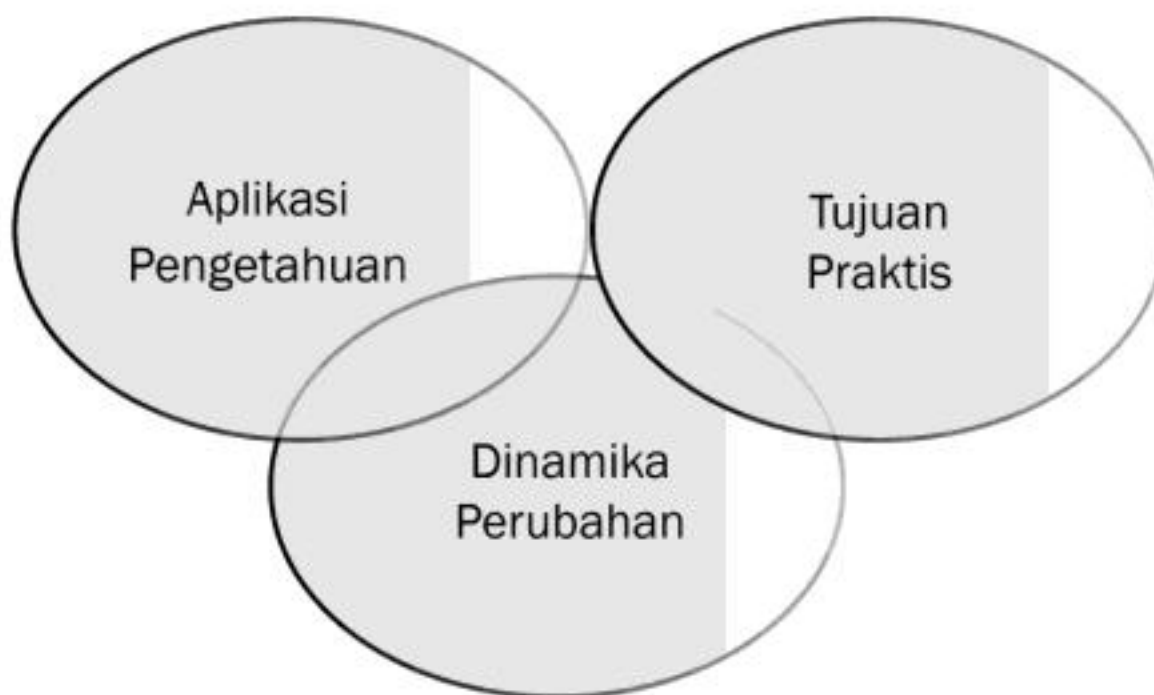 Aplikasi
Pengetahuan
Tujuan
Praktis
Dinamika
Perubahan